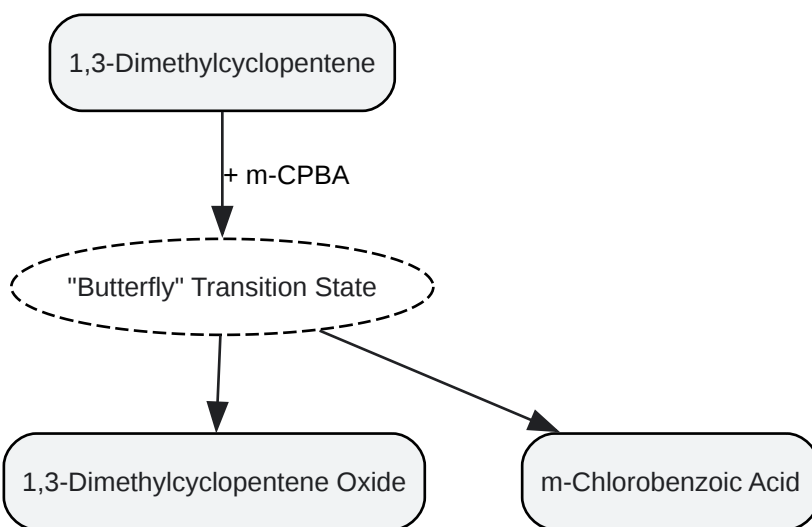 1,3-Dimethylcyclopentene
+ m-CPBA
"Butterfly" Transition State
1,3-Dimethylcyclopentene Oxide
m-Chlorobenzoic Acid